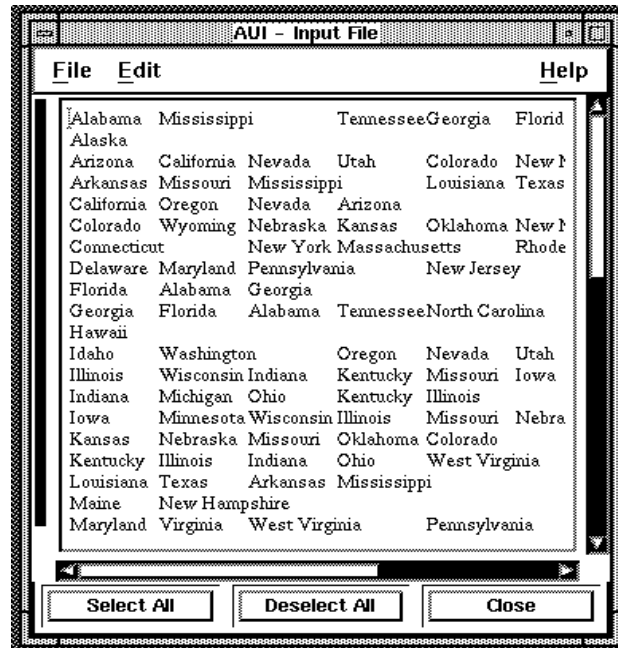 AUI - Input File
File Edit Help
Alabama Mississippi Tennessee Georgia Florid
Alaska
Arizona California Nevada Utah Colorado New
Arkansas Missouri Mississippi Louisiana Texas
California Oregon Nevada Arizona
Colorado Wyoming Nebraska Kansas Oklahoma New
Connecticut New York Massachusetts Rhode
Delaware Maryland Pennsylvania New Jersey
Florida Alabama Georgia
Georgia Florida Alabama Tennessee North Carolina
Hawaii
Idaho Washington Oregon Nevada Utah
Illinois Wisconsin Indiana Kentucky Missouri Iowa
Indiana Michigan Ohio Kentucky Illinois
Iowa Minnesota Wisconsin Illinois Missouri Nebra
Kansas Nebraska Missouri Oklahoma Colorado
Kentucky Illinois Indiana Ohio West Virginia
Louisiana Texas Arkansas Mississippi
Maine New Hampshire
Maryland Virginia West Virginia Pennsylvania
Select All Deselect All Close